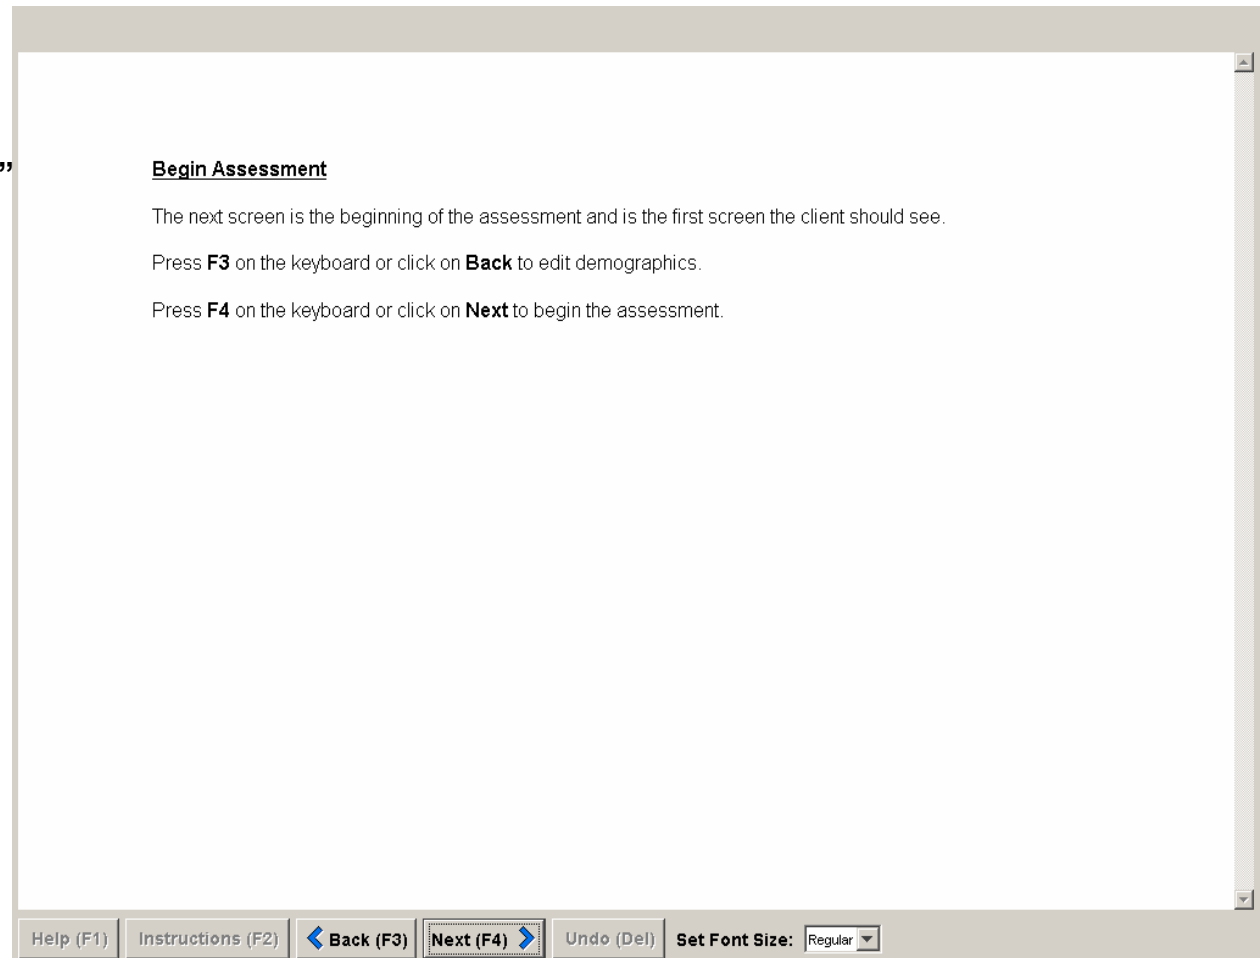 ”
Begin Assessment
The next screen is the beginning of the assessment and is the first screen the client should see.
Press F3 on the keyboard or click on Back to edit demographics.
Press F4 on the keyboard or click on Next to begin the assessment.
Help (F1) Instructions (F2) Back (F3) Next (F4) Undo (Del) Set Font Size: Regular